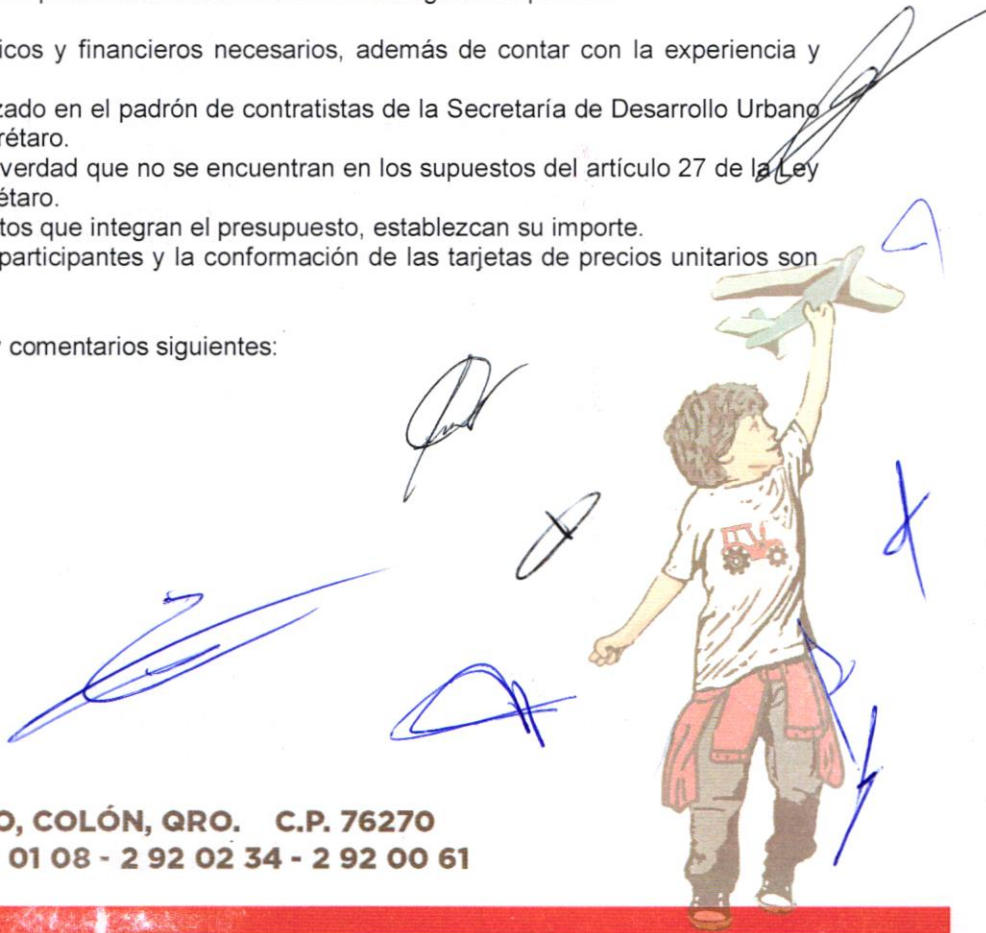 icos y financieros necesarios, además de contar con la experiencia y
zado en el padrón de contratistas de la Secretaría de Desarrollo Urbano
rétaro.
verdad que no se encuentran en los supuestos del artículo 27 de la Ley
étaro.
tos que integran el presupuesto, establezcan su importe.
participantes y la conformación de las tarjetas de precios unitarios son
comentarios siguientes:
O, COLÓN, QRO. C.P. 76270
01 08 - 2 92 02 34 - 2 92 00 61